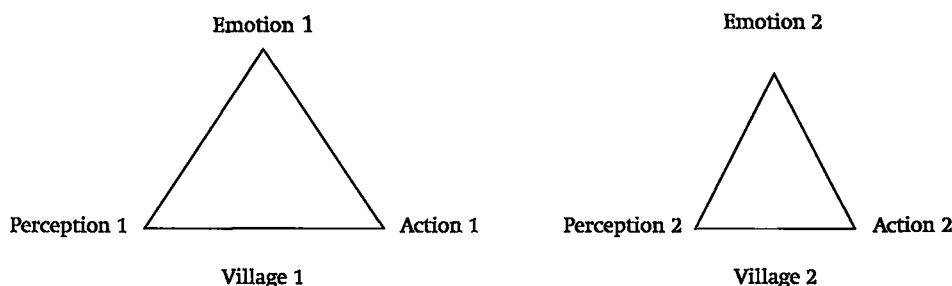 Emotion 1
Emotion 2
Perception 1
Action 1
Perception 2
Action 2
Village 1
Village 2